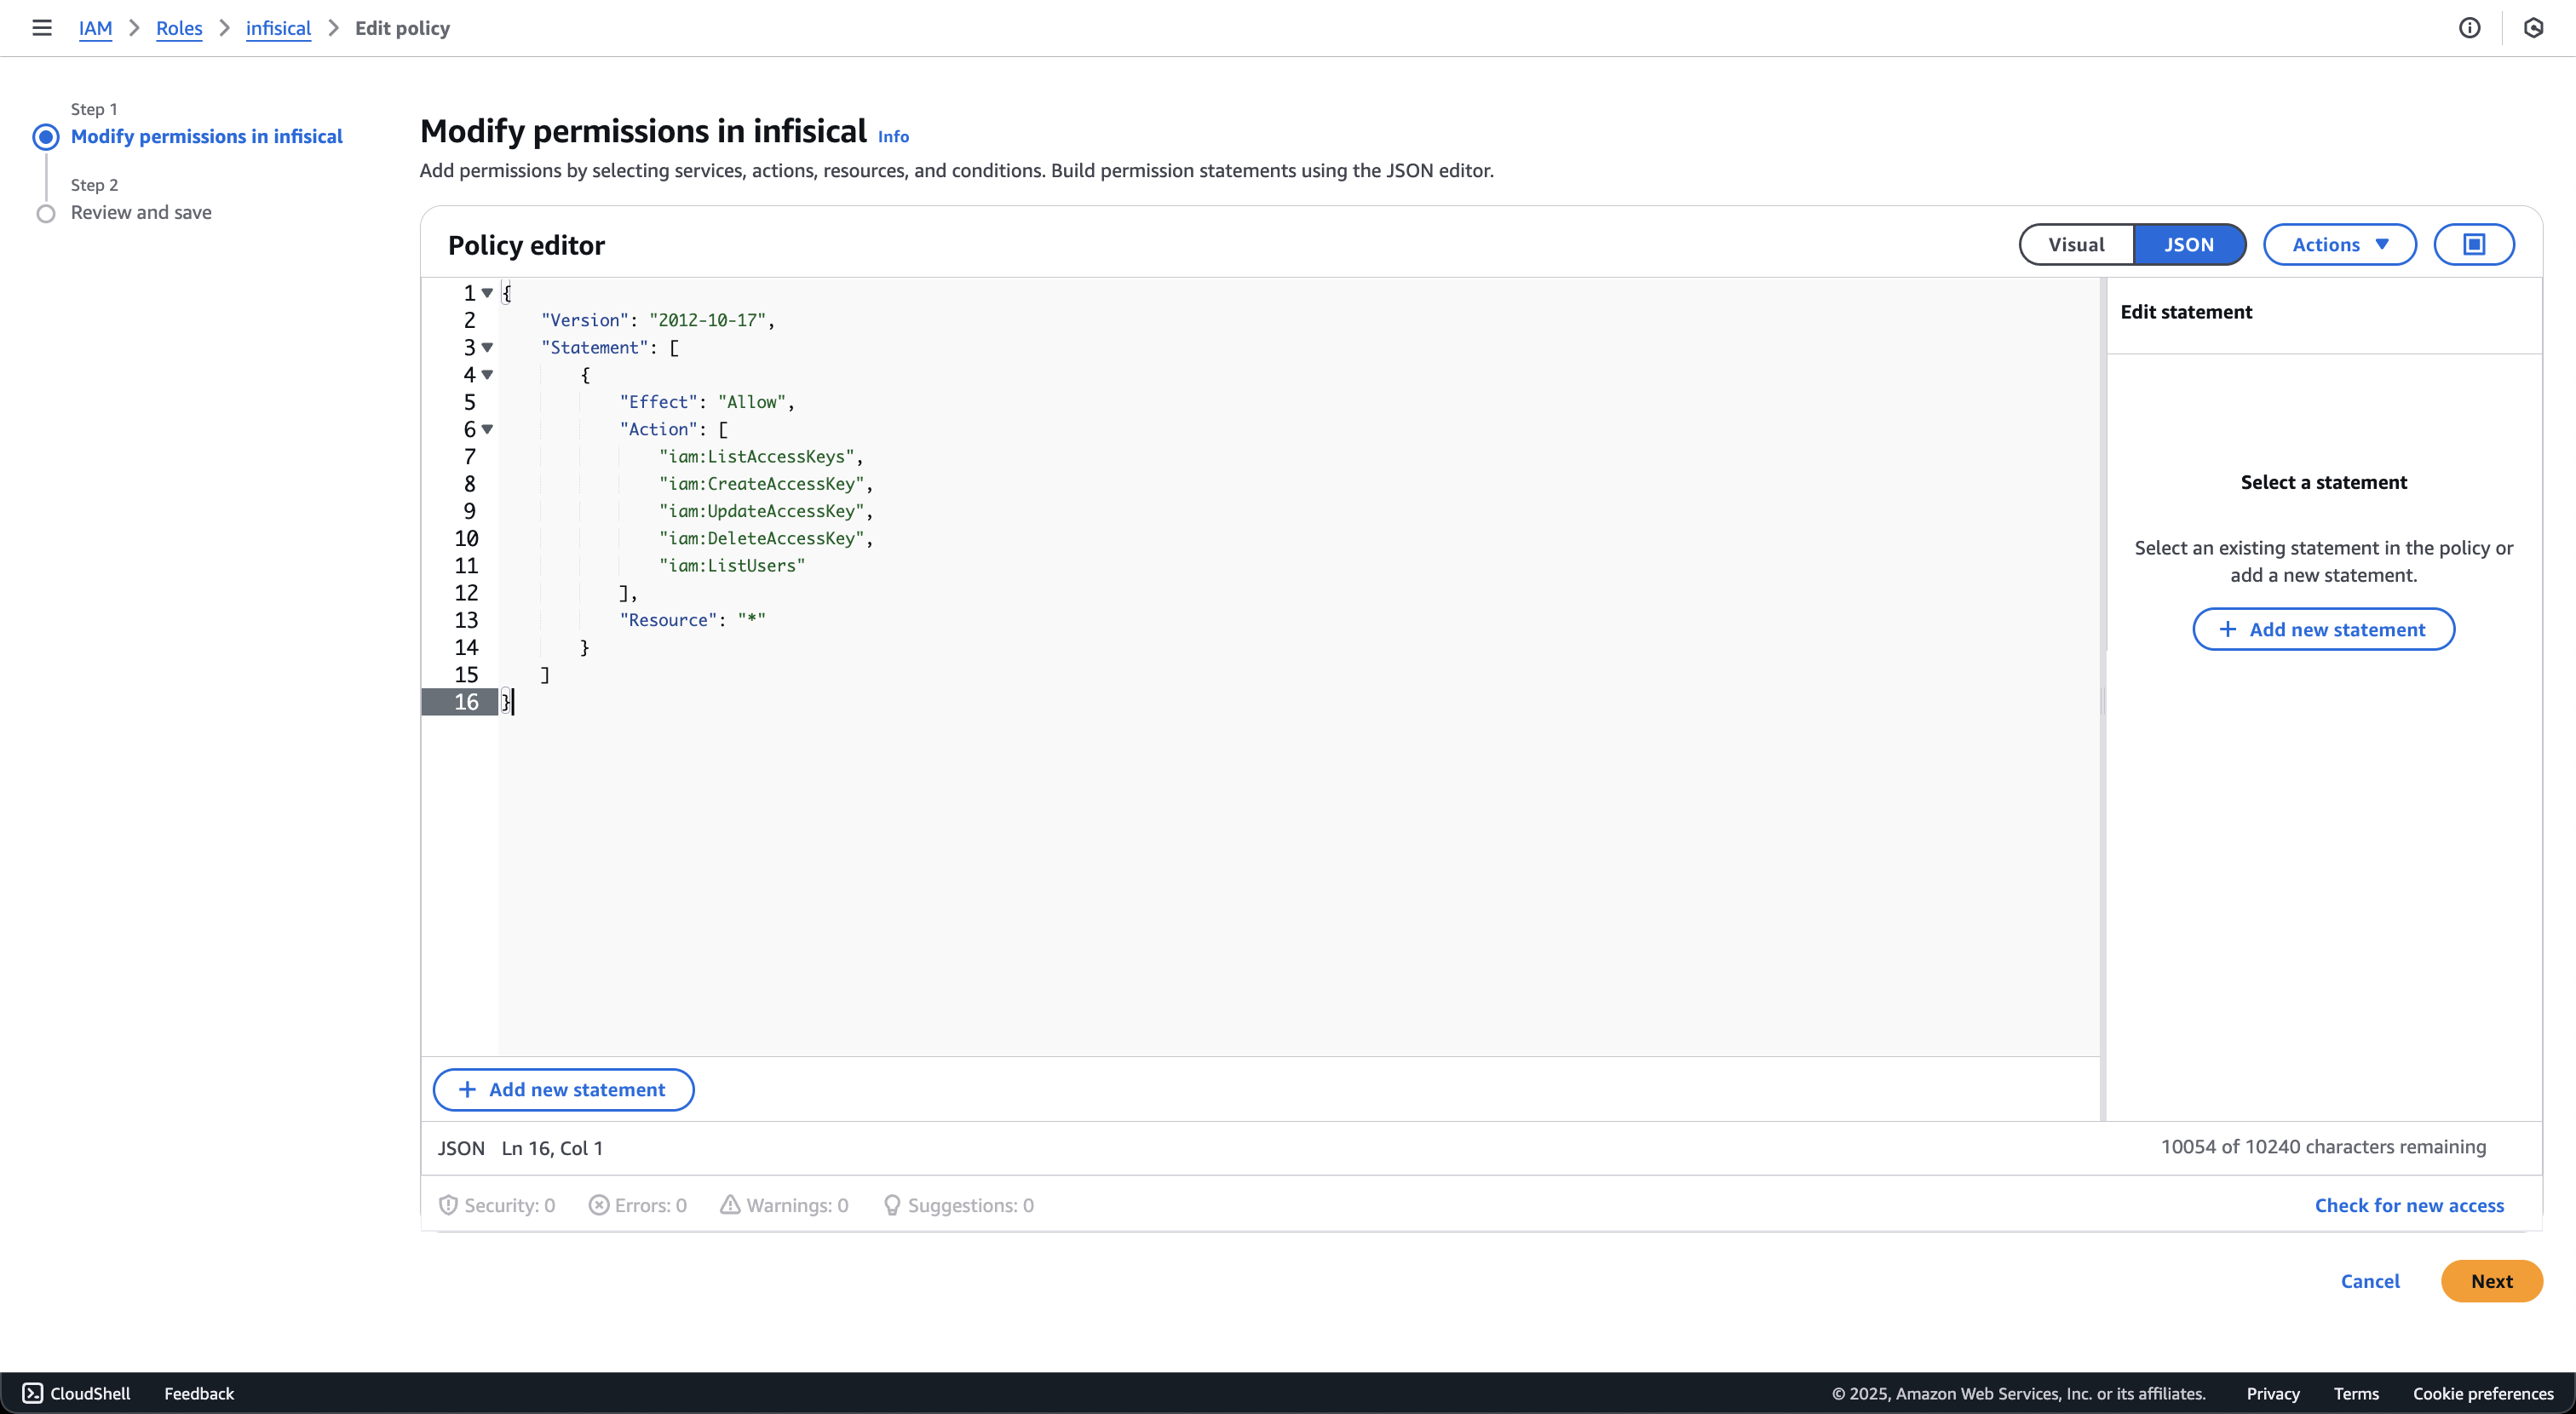 IAM > Roles > infisical > Edit policy
Step 1
Modify permissions in infisical
Step 2
Review and save
Modify permissions in infisical Info
Add permissions by selecting services, actions, resources, and conditions. Build permission statements using the JSON editor.
Policy editor
Visual JSON Actions
1 {
2 "Version": "2012-10-17",
3 "Statement": [
4 {
5 "Effect": "Allow",
6 "Action": [
7 "iam:ListAccessKeys",
8 "iam:CreateAccessKey",
9 "iam:UpdateAccessKey",
10 "iam:DeleteAccessKey",
11 "iam:ListUsers"
12 ],
13 "Resource": "*"
14 }
15 ]
16 }
Edit statement
Select a statement
Select an existing statement in the policy or
add a new statement.
+ Add new statement
+ Add new statement
JSON Ln 16, Col 1
10054 of 10240 characters remaining
Security: 0 Errors: 0 Warnings: 0 Suggestions: 0
Check for new access
Cancel Next
CloudShell Feedback
© 2025, Amazon Web Services, Inc. or its affiliates. Privacy Terms Cookie preferences